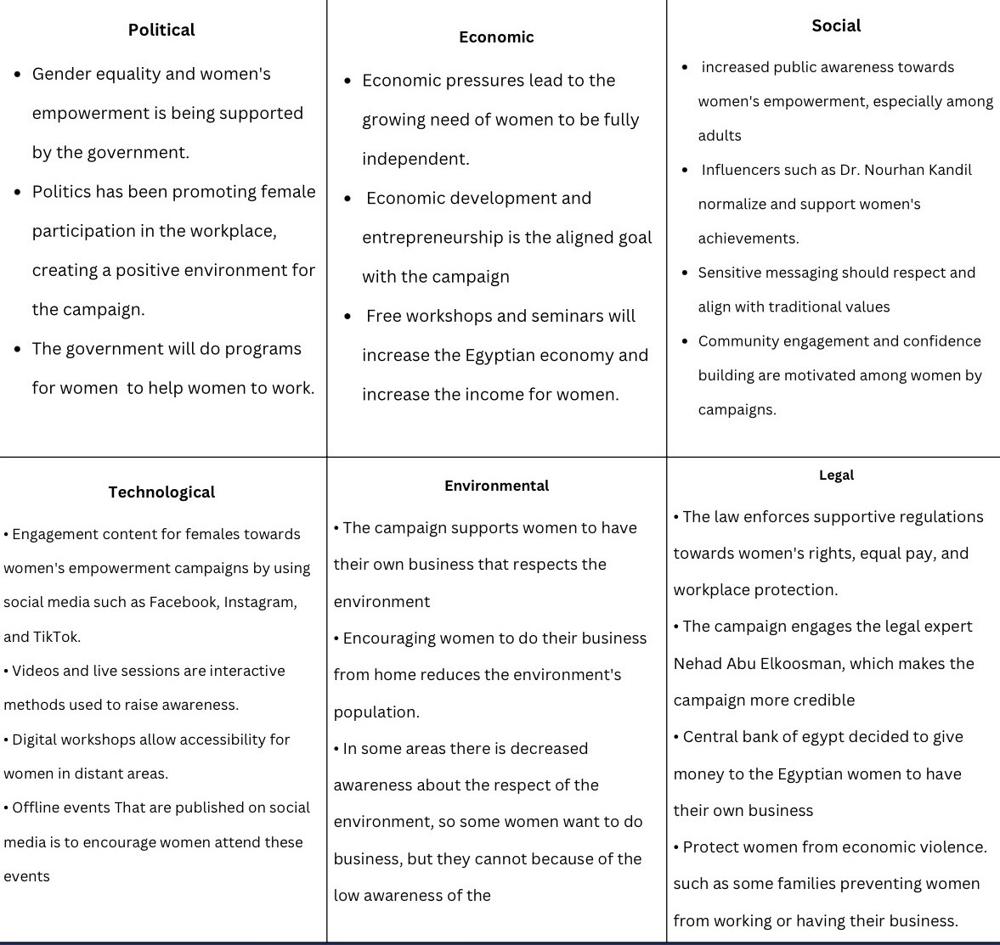 Political
• Gender equality and women's
empowerment is being supported
by the government.
• Politics has been promoting female
participation in the workplace,
creating a positive environment for
the campaign.
• The government will do programs
for women  to help women to work.
Economic
• Economic pressures lead to the
growing need of women to be fully
independent.
• Economic development and
entrepreneurship is the aligned goal
with the campaign
• Free workshops and seminars will
increase the Egyptian economy and
increase the income for women.
Social
• increased public awareness towards
women's empowerment, especially among
adults
• Influencers such as Dr. Nourhan Kandil
normalize and support women's
achievements.
• Sensitive messaging should respect and
align with traditional values
• Community engagement and confidence
building are motivated among women by
campaigns.
Technological
• Engagement content for females towards
women's empowerment campaigns by using
social media such as Facebook, Instagram,
and TikTok.
• Videos and live sessions are interactive
methods used to raise awareness.
• Digital workshops allow accessibility for
women in distant areas.
• Offline events That are published on social
media is to encourage women attend these
events
Environmental
• The campaign supports women to have
their own business that respects the
environment
• Encouraging women to do their business
from home reduces the environment's
population.
• In some areas there is decreased
awareness about the respect of the
environment, so some women want to do
business, but they cannot because of the
low awareness of the
Legal
• The law enforces supportive regulations
towards women's rights, equal pay, and
workplace protection.
• The campaign engages the legal expert
Nehad Abu Elkoosman, which makes the
campaign more credible
• Central bank of egypt decided to give
money to the Egyptian women to have
their own business
• Protect women from economic violence.
such as some families preventing women
from working or having their business.